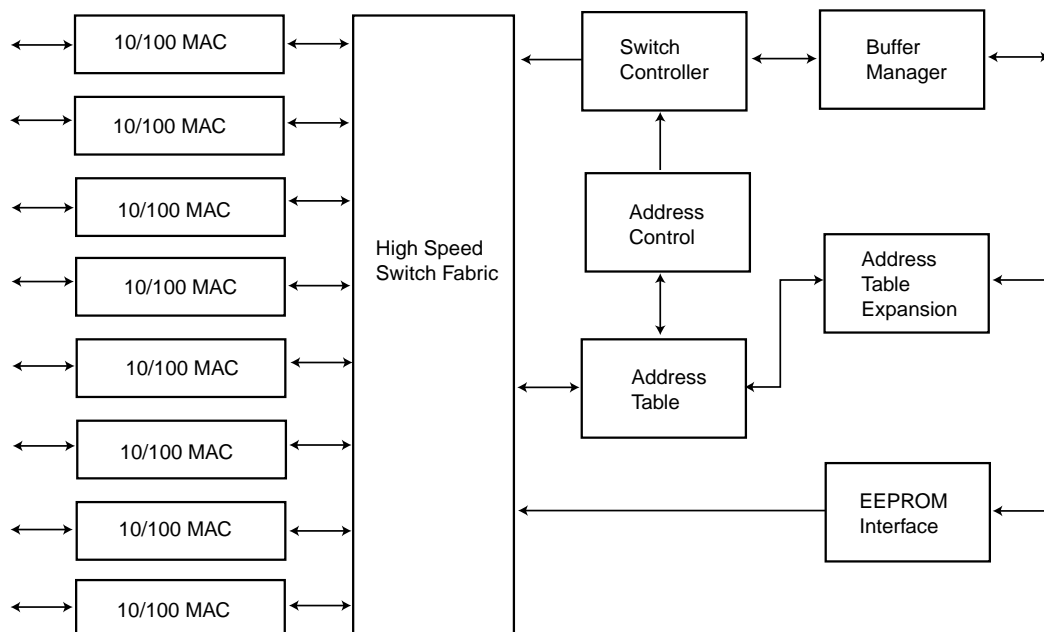 10/100 MAC
10/100 MAC
10/100 MAC
10/100 MAC
10/100 MAC
10/100 MAC
10/100 MAC
10/100 MAC
High Speed
Switch Fabric
Switch
Controller
Buffer
Manager
Address
Control
Address
Table
Expansion
Address
Table
EEPROM
Interface